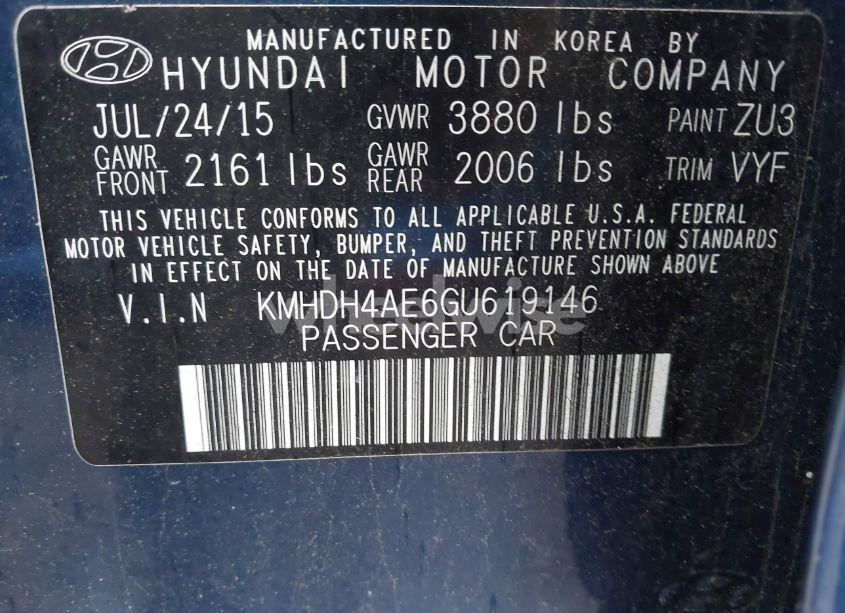 MANUFACTURED IN KOREA BY
HYUNDAI MOTOR COMPANY
JUL/24/15 GVWR 3880 lbs PAINT ZU3
GAWR FRONT 2161 lbs GAWR REAR 2006 lbs TRIM VYF
THIS VEHICLE CONFORMS TO ALL APPLICABLE U.S.A. FEDERAL
MOTOR VEHICLE SAFETY, BUMPER, AND THEFT PREVENTION STANDARDS
IN EFFECT ON THE DATE OF MANUFACTURE SHOWN ABOVE
V.I.N KMHDH4AE6GU619146
PASSENGER CAR
wheelwise